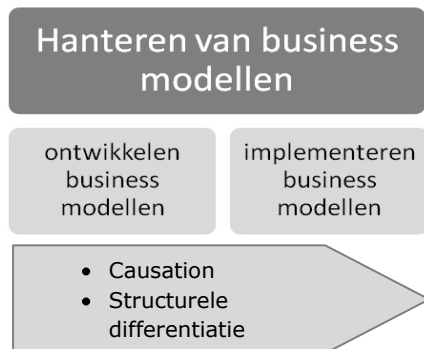 Hanteren van business
modellen
ontwikkelen
business
modellen
implementeren
business
modellen
• Causation
• Structurele
differentiatie